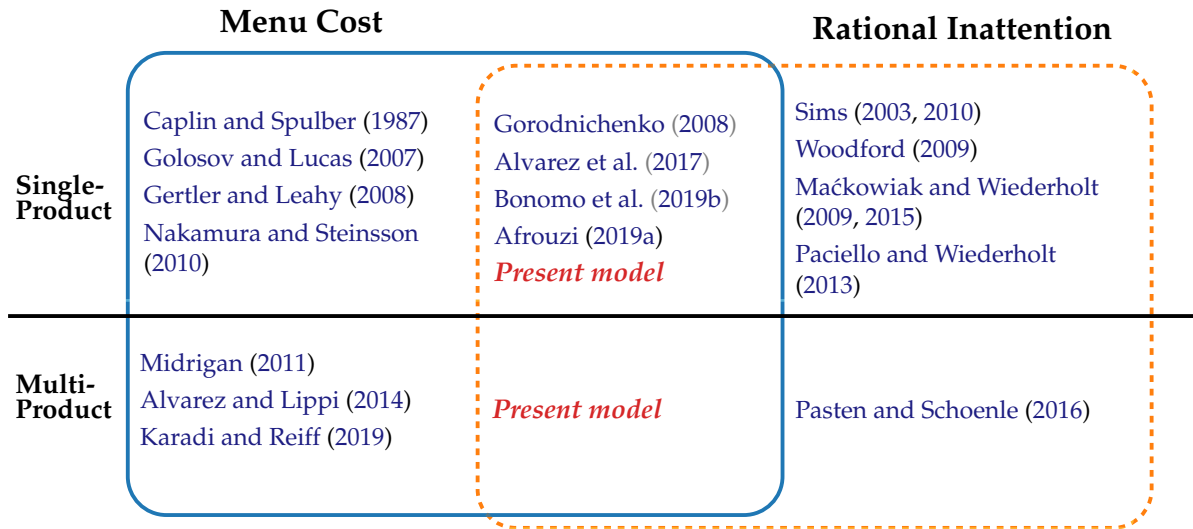 Menu Cost
Rational Inattention
Single-
Product
Caplin and Spulber (1987)
Golosov and Lucas (2007)
Gertler and Leahy (2008)
Nakamura and Steinsson
(2010)
Gorodnichenko (2008)
Alvarez et al. (2017)
Bonomo et al. (2019b)
Afrouzi (2019a)
Present model
Sims (2003, 2010)
Woodford (2009)
Maćkowiak and Wiederholt
(2009, 2015)
Paciello and Wiederholt
(2013)
Multi-
Product
Midrigan (2011)
Alvarez and Lippi (2014)
Karadi and Reiff (2019)
Present model
Pasten and Schoenle (2016)